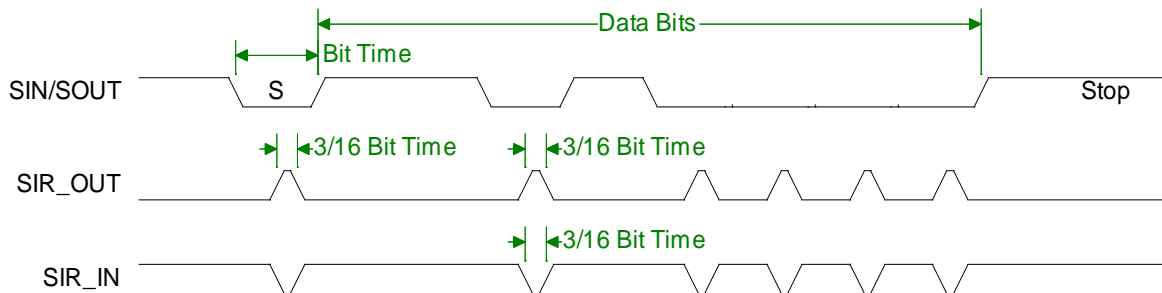 Data Bits
Bit Time
SIN/SOUT S Stop
3/16 Bit Time 3/16 Bit Time
SIR_OUT
3/16 Bit Time
SIR_IN